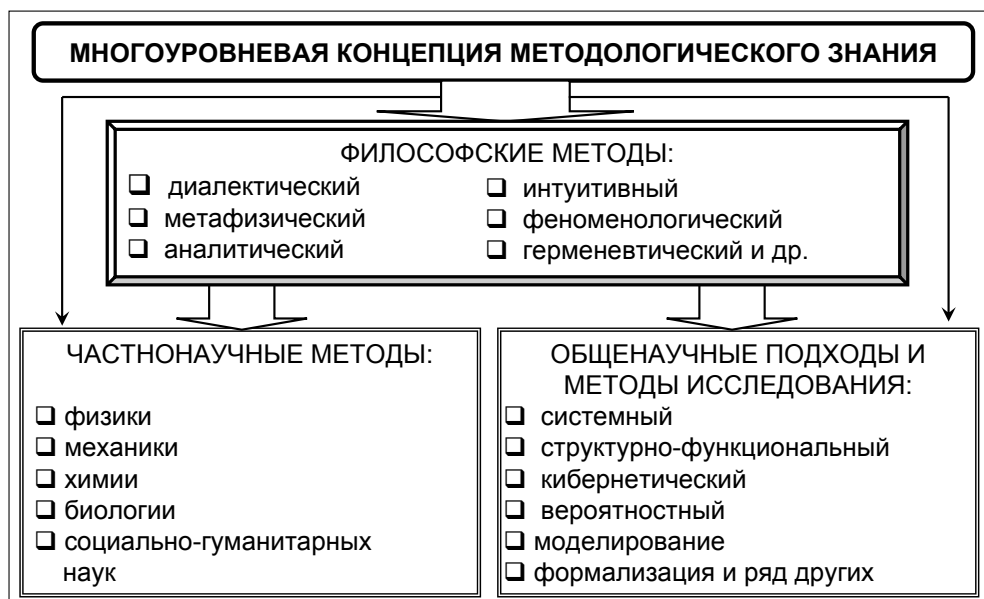 МНОГОУРОВНЕВАЯ КОНЦЕПЦИЯ МЕТОДОЛОГИЧЕСКОГО ЗНАНИЯ
ФИЛОСОФСКИЕ МЕТОДЫ:
диалектический
метафизический
аналитический
интуитивный
феноменологический
герменевтический и др.
ЧАСТНОНАУЧНЫЕ МЕТОДЫ:
физики
механики
химии
биологии
социально-гуманитарных
наук
ОБЩЕНАУЧНЫЕ ПОДХОДЫ И
МЕТОДЫ ИССЛЕДОВАНИЯ:
системный
структурно-функциональный
кибернетический
вероятностный
моделирование
формализация и ряд других